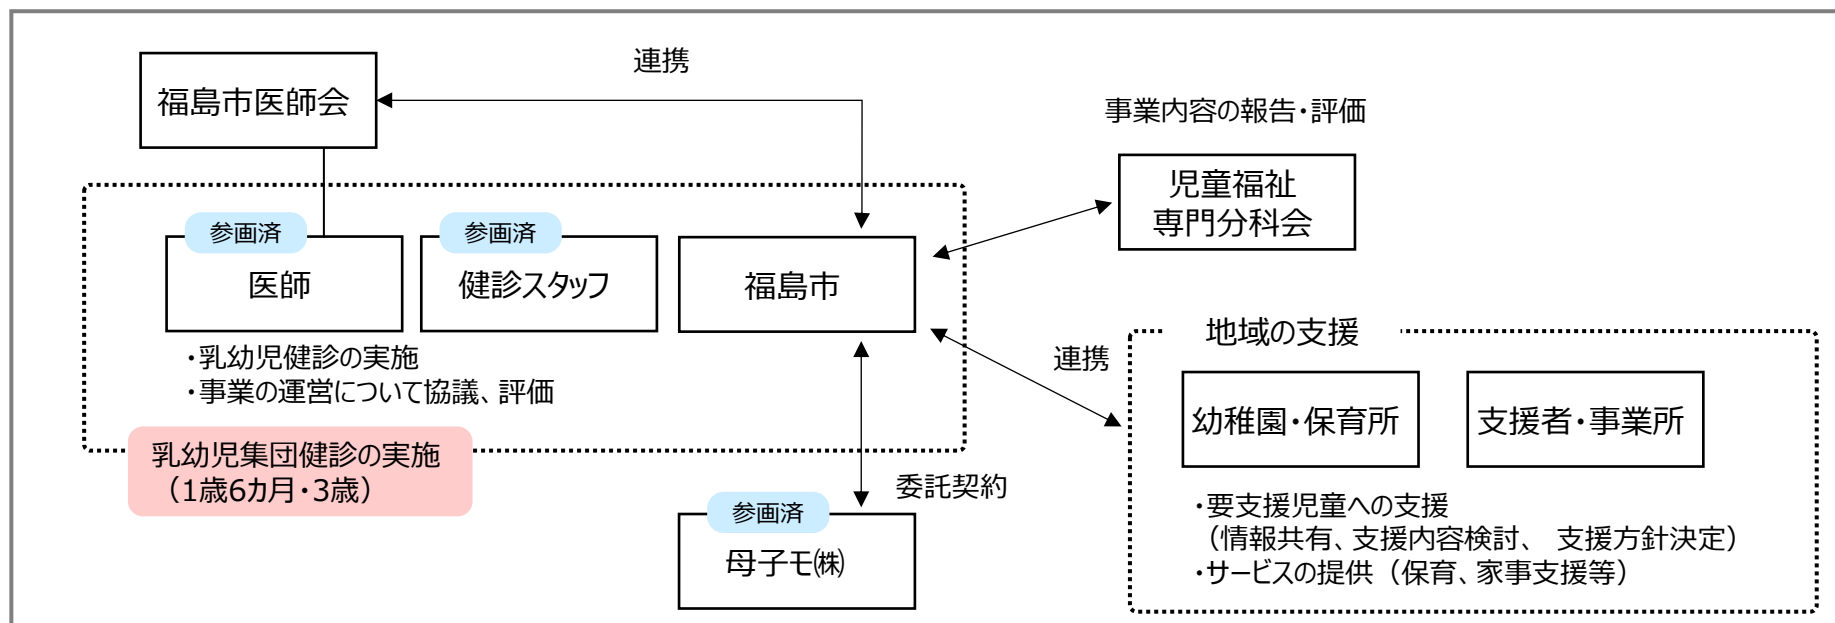 連携
福島市医師会
事業内容の報告・評価
児童福祉
専門分科会
参画済
医師
参画済
健診スタッフ
福島市
・乳幼児健診の実施
・事業の運営について協議、評価
乳幼児集団健診の実施
（1歳6カ月・3歳）
連携
委託契約
参画済
母子モ㈱
地域の支援
幼稚園・保育所
支援者・事業所
・要支援児童への支援
（情報共有、支援内容検討、 支援方針決定）
・サービスの提供（保育、家事支援等）